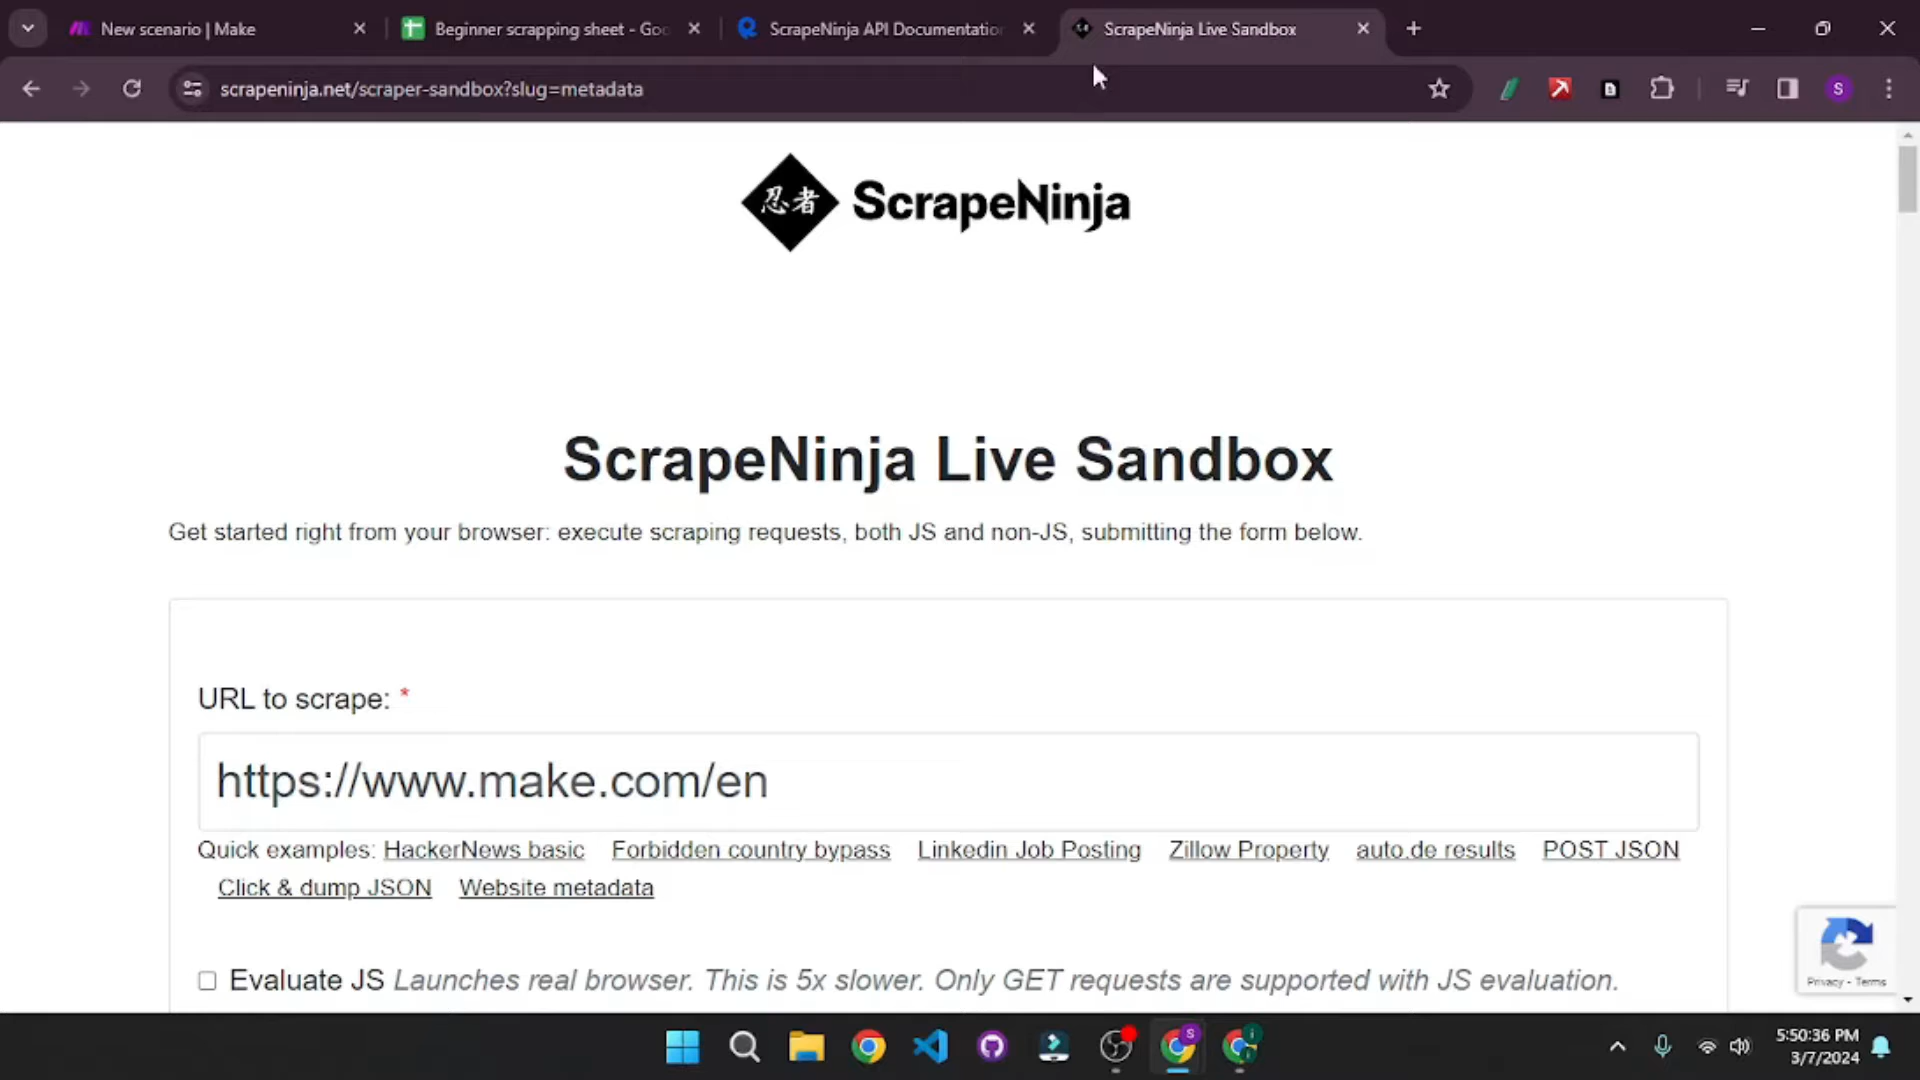 New scenario | Make
Beginner scrapping sheet - Goo
ScrapeNinja API Documentation
ScrapeNinja Live Sandbox
scrapeninja.net/scraper-sandbox?slug=metadata
S
忍者 ScrapeNinja
ScrapeNinja Live Sandbox
Get started right from your browser: execute scraping requests, both JS and non-JS, submitting the form below.
URL to scrape: *
https://www.make.com/en
Quick examples: HackerNews basic Forbidden country bypass Linkedin Job Posting Zillow Property auto.de results POST JSON
Click & dump JSON Website metadata
Evaluate JS Launches real browser. This is 5x slower. Only GET requests are supported with JS evaluation.
Privacy - Terms
S
5:50:36 PM
3/7/2024